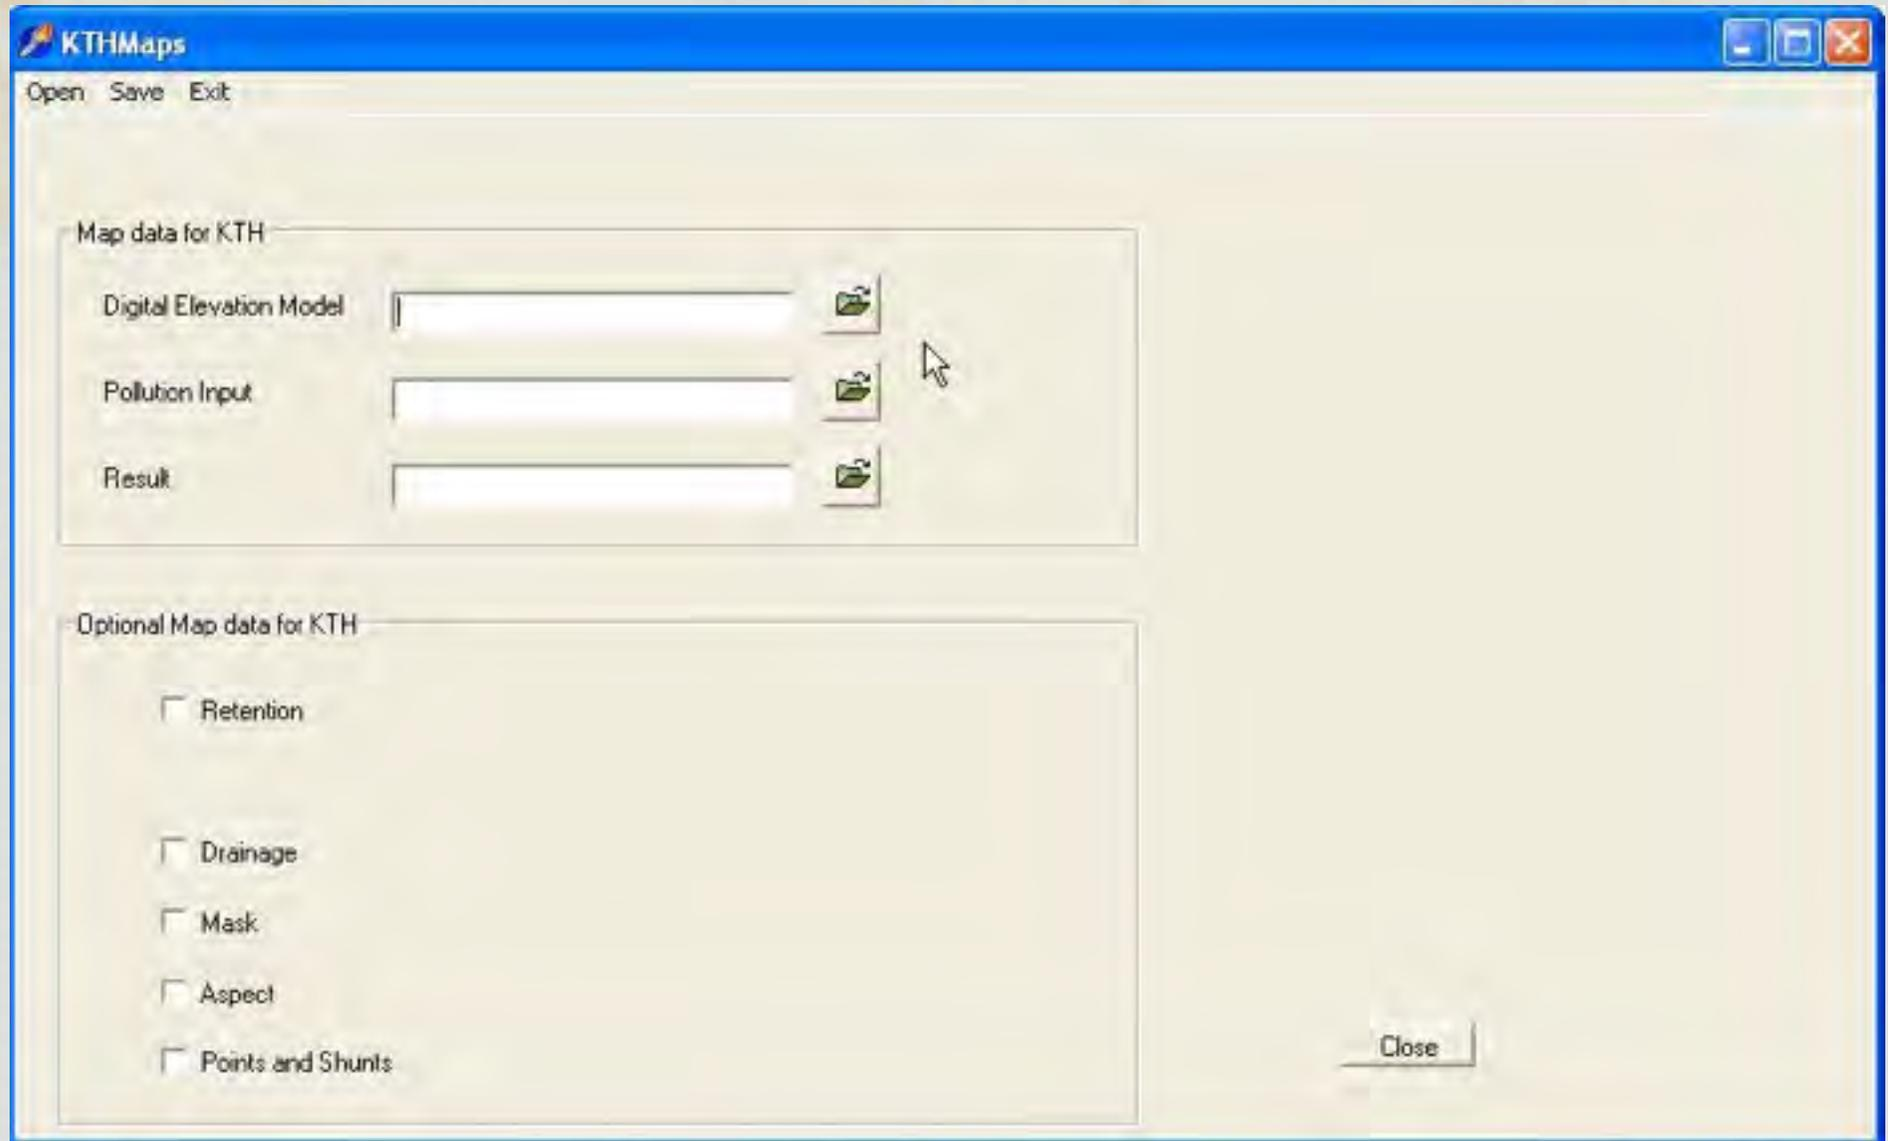 KTHMaps
Open Save Exit
Map data for KTH
Digital Elevation Model
Pollution Input
Result
Optional Map data for KTH
Retention
Drainage
Mask
Aspect
Points and Shunts
Close